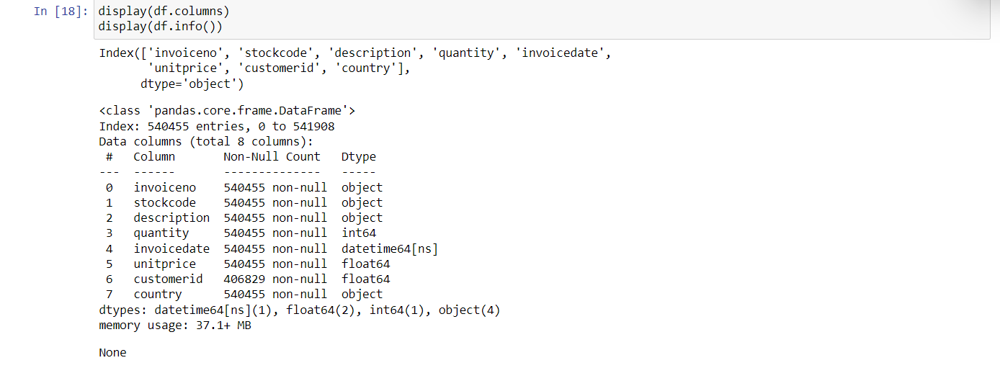 In [18]: display(df.columns)
display(df.info())
Index(['invoiceno', 'stockcode', 'description', 'quantity', 'invoicedate',
       'unitprice', 'customerid', 'country'],
      dtype='object')
<class 'pandas.core.frame.DataFrame'>
Index: 540455 entries, 0 to 541908
Data columns (total 8 columns):
 #   Column       Non-Null Count   Dtype
---  ------       --------------   -----
 0   invoiceno    540455 non-null  object
 1   stockcode    540455 non-null  object
 2   description  540455 non-null  object
 3   quantity     540455 non-null  int64
 4   invoicedate  540455 non-null  datetime64[ns]
 5   unitprice    540455 non-null  float64
 6   customerid   406829 non-null  float64
 7   country      540455 non-null  object
dtypes: datetime64[ns](1), float64(2), int64(1), object(4)
memory usage: 37.1+ MB
None